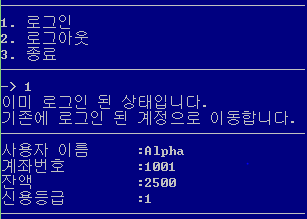 1. 로그인
2. 로그아웃
3. 종료
-> 1
이미 로그인 된 상태입니다.
기존에 로그인 된 계정으로 이동합니다.
사용자 이름 :Alpha
계좌번호 :1001
잔액 :2500
신용등급 :1